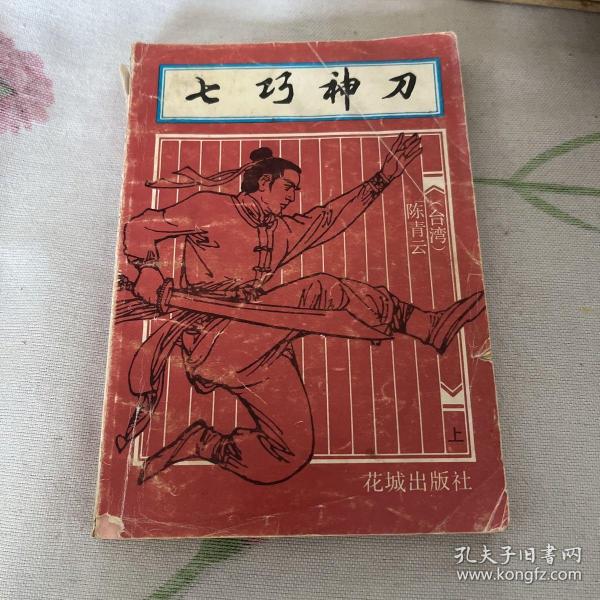 七巧神刀
（台湾）
陈青云
上
花城出版社
孔夫子旧书网
www.kongfz.com